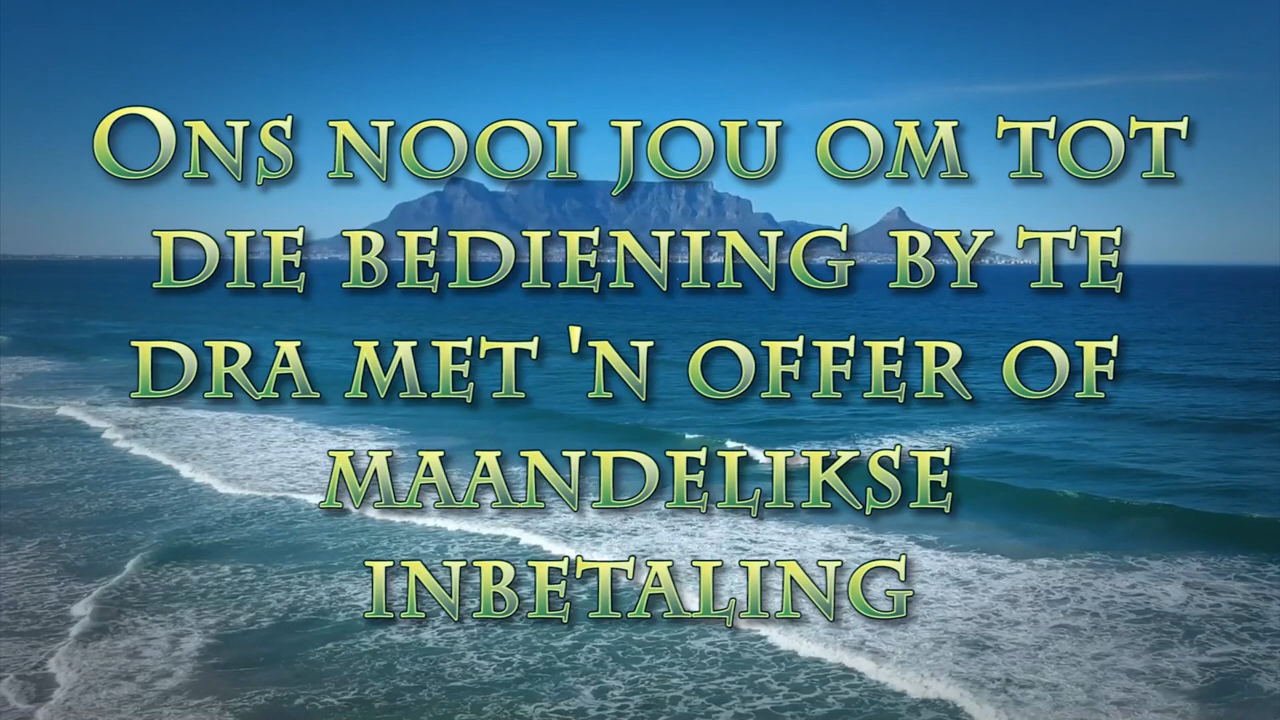 Ons nooi jou om tot
die bediening by te
dra met 'n offer of
maandelikse
inbetaling